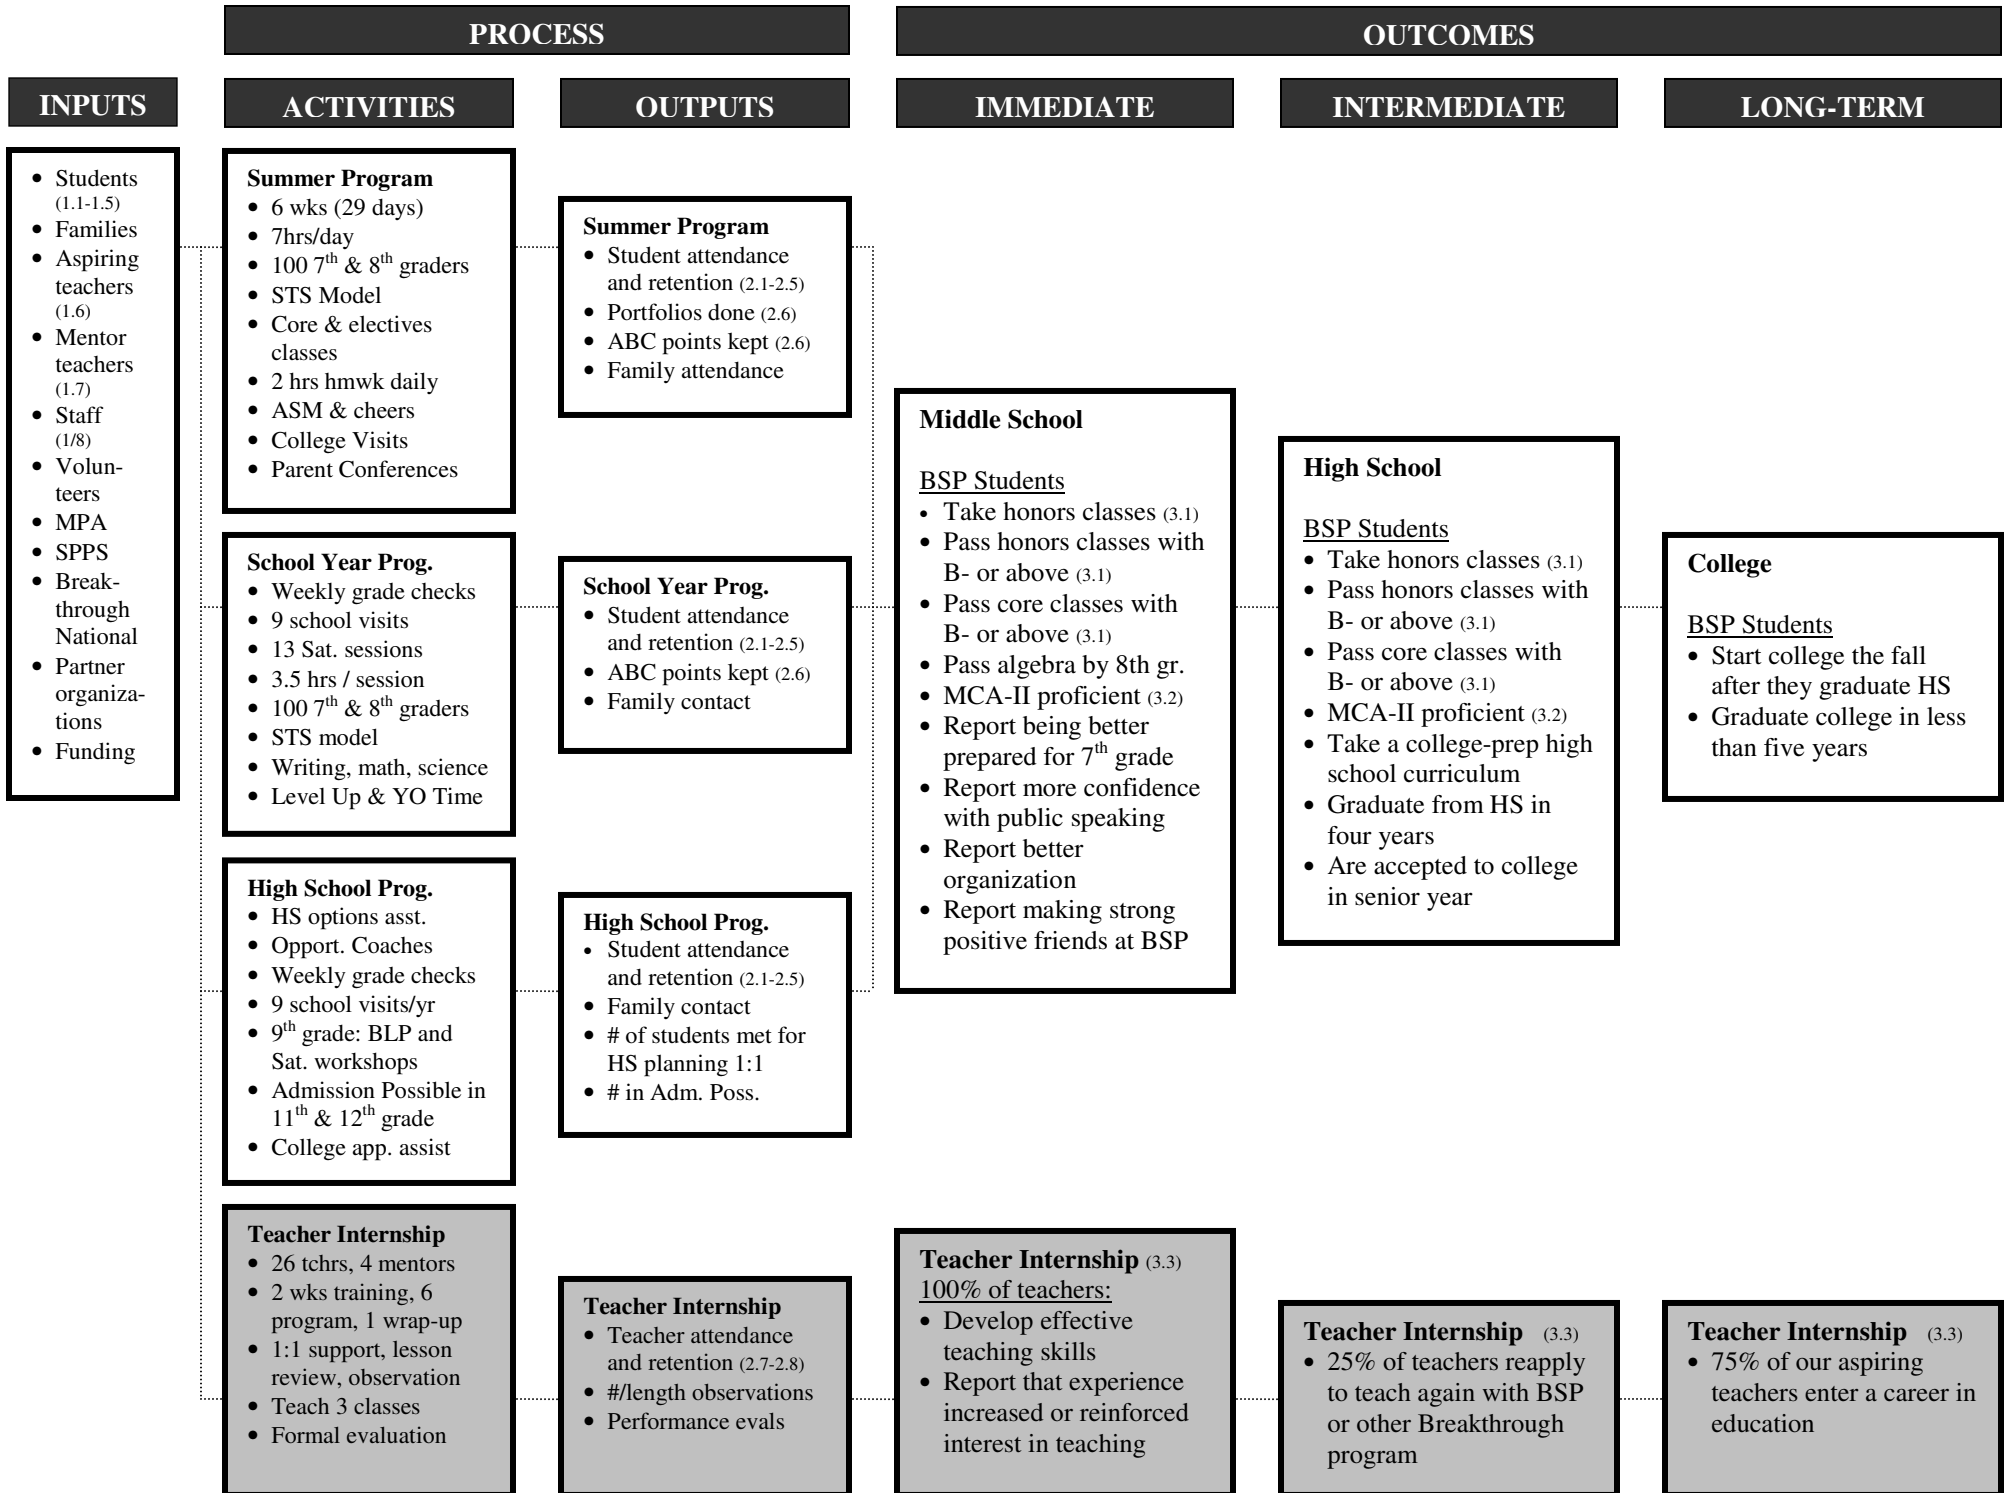 PROCESS
OUTCOMES
INPUTS
ACTIVITIES
OUTPUTS
IMMEDIATE
INTERMEDIATE
LONG-TERM
• Students
(1.1-1.5)
• Families
• Aspiring
teachers
(1.6)
• Mentor
teachers
(1.7)
• Staff
(1/8)
• Volun-
teers
• MPA
• SPPS
• Break-
through
National
• Partner
organiza-
tions
• Funding
Summer Program
• 6 wks (29 days)
• 7hrs/day
• 100 7th & 8th graders
• STS Model
• Core & electives
classes
• 2 hrs hmwk daily
• ASM & cheers
• College Visits
• Parent Conferences
School Year Prog.
• Weekly grade checks
• 9 school visits
• 13 Sat. sessions
• 3.5 hrs / session
• 100 7th & 8th graders
• STS model
• Writing, math, science
• Level Up & YO Time
High School Prog.
• HS options asst.
• Opport. Coaches
• Weekly grade checks
• 9 school visits/yr
• 9th grade: BLP and
Sat. workshops
• Admission Possible in
11th & 12th grade
• College app. assist
Teacher Internship
• 26 tchrs, 4 mentors
• 2 wks training, 6
program, 1 wrap-up
• 1:1 support, lesson
review, observation
• Teach 3 classes
• Formal evaluation
Summer Program
• Student attendance
and retention (2.1-2.5)
• Portfolios done (2.6)
• ABC points kept (2.6)
• Family attendance
School Year Prog.
• Student attendance
and retention (2.1-2.5)
• ABC points kept (2.6)
• Family contact
High School Prog.
• Student attendance
and retention (2.1-2.5)
• Family contact
• # of students met for
HS planning 1:1
• # in Adm. Poss.
Teacher Internship
• Teacher attendance
and retention (2.7-2.8)
• #/length observations
• Performance evals
Middle School
BSP Students
• Take honors classes (3.1)
• Pass honors classes with
B- or above (3.1)
• Pass core classes with
B- or above (3.1)
• Pass algebra by 8th gr.
• MCA-II proficient (3.2)
• Report being better
prepared for 7th grade
• Report more confidence
with public speaking
• Report better
organization
• Report making strong
positive friends at BSP
Teacher Internship (3.3)
100% of teachers:
• Develop effective
teaching skills
• Report that experience
increased or reinforced
interest in teaching
High School
BSP Students
• Take honors classes (3.1)
• Pass honors classes with
B- or above (3.1)
• Pass core classes with
B- or above (3.1)
• MCA-II proficient (3.2)
• Take a college-prep high
school curriculum
• Graduate from HS in
four years
• Are accepted to college
in senior year
Teacher Internship (3.3)
• 25% of teachers reapply
to teach again with BSP
or other Breakthrough
program
College
BSP Students
• Start college the fall
after they graduate HS
• Graduate college in less
than five years
Teacher Internship (3.3)
• 75% of our aspiring
teachers enter a career in
education